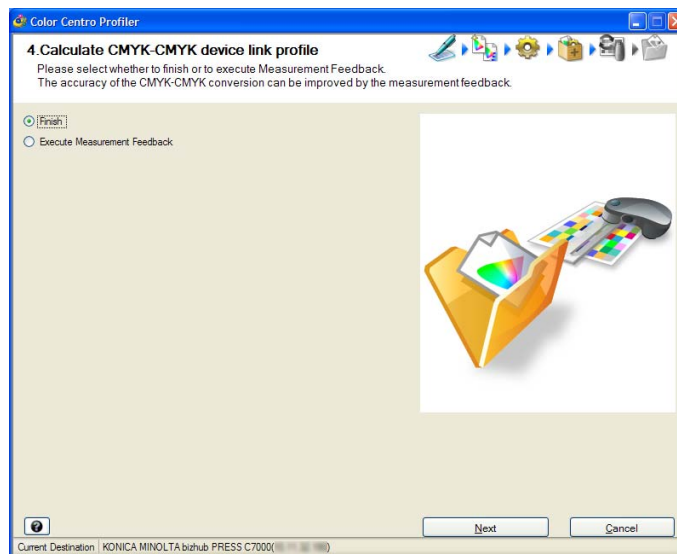 Color Centro Profiler
4.Calculate CMYK-CMYK device link profile
Please select whether to finish or to execute Measurement Feedback.
The accuracy of the CMYK-CMYK conversion can be improved by the measurement feedback.
Finish
Execute Measurement Feedback
Next
Cancel
Current Destination KONICA MINOLTA bizhub PRESS C7000(